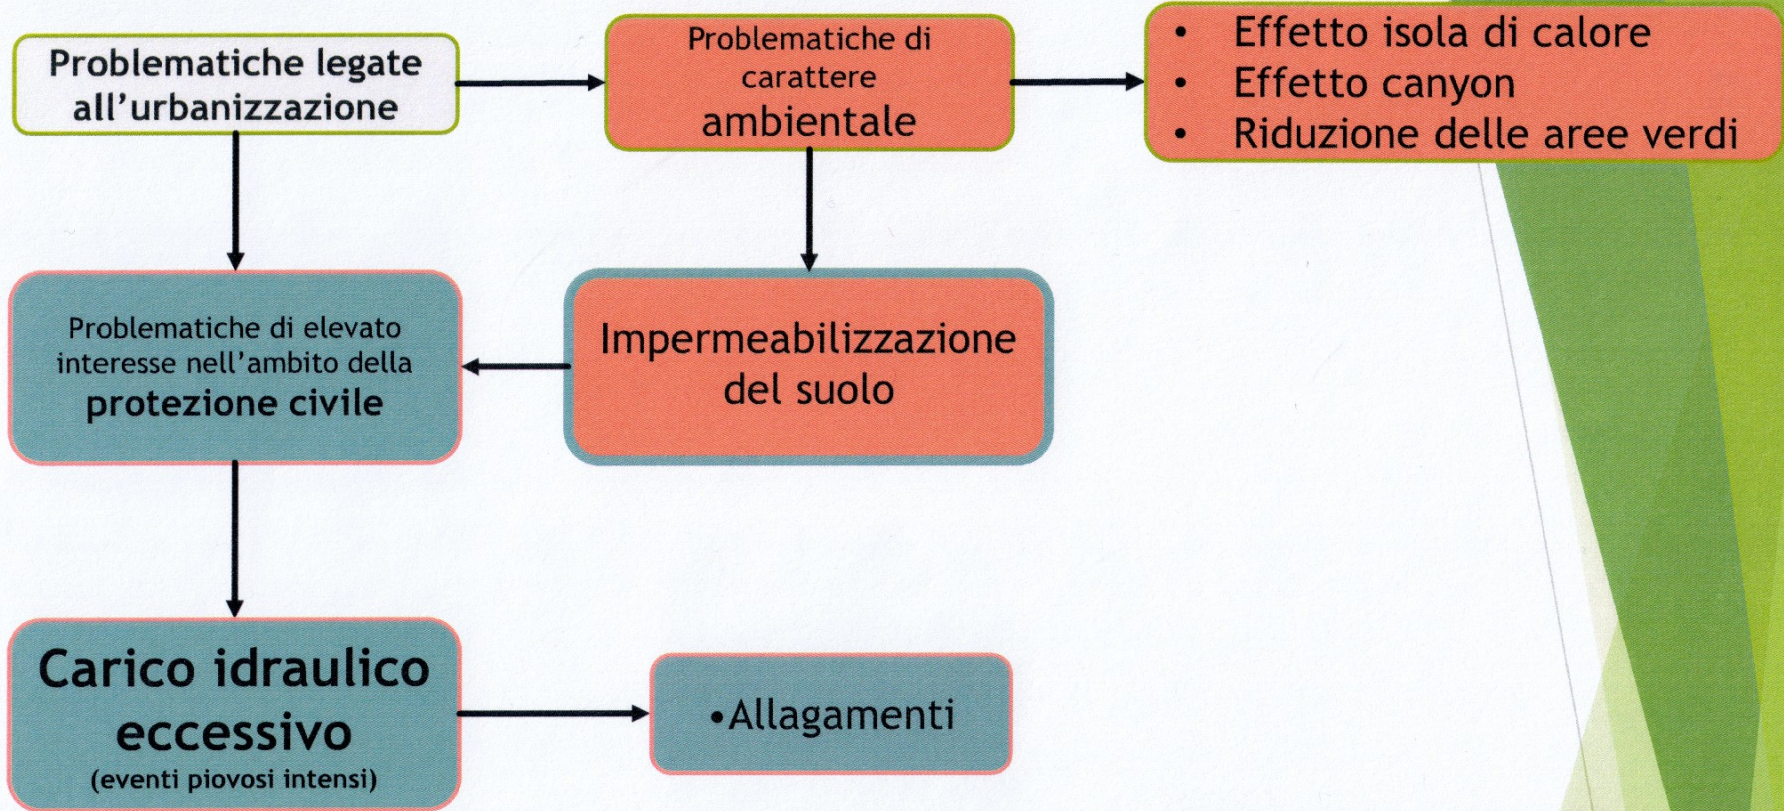 Problematiche legate
all'urbanizzazione
Problematiche di
carattere
ambientale
• Effetto isola di calore
• Effetto canyon
• Riduzione delle aree verdi
Problematiche di elevato
interesse nell'ambito della
protezione civile
Impermeabilizzazione
del suolo
Carico idraulico
eccessivo
(eventi piovosi intensi)
•Allagamenti